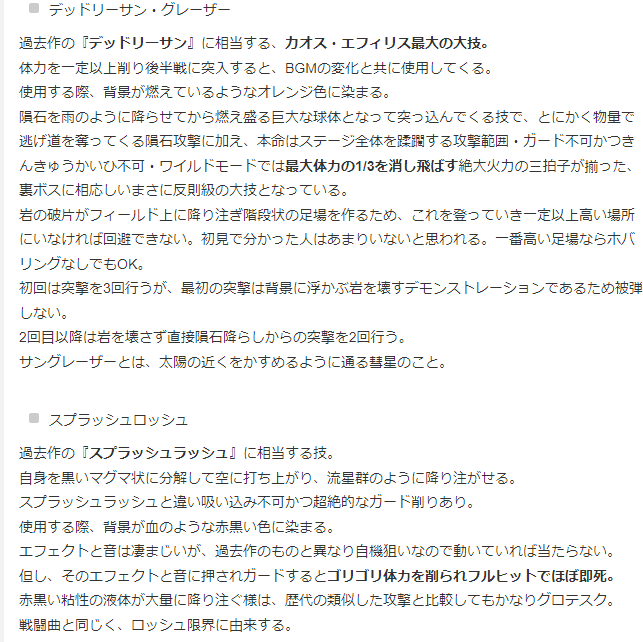 デッドリーサン・グレーザー
過去作の『デッドリーサン』に相当する、カオス・エフィリス最大の大技。
体力を一定以上削り後半戦に突入すると、BGMの変化と共に使用してくる。
使用する際、背景が燃えているようなオレンジ色に染まる。
隕石を雨のように降らせてから燃え盛る巨大な球体となって突っ込んでくる技で、とにかく物量で
逃げ道を奪ってくる隕石攻撃に加え、本命はステージ全体を蹂躙する攻撃範囲・ガード不可かつき
んきゅうかいひ不可・ワイルドモードでは最大体力の1/3を消し飛ばす絶大火力の三拍子が揃った、
裏ボスに相応しいまさに反則級の大技となっている。
岩の破片がフィールド上に降り注ぎ階段状の足場を作るため、これを登っていき一定以上高い場所
にいなければ回避できない。初見で分かった人はあまりいないと思われる。一番高い足場ならホバ
リングなしでもOK。
初回は突撃を3回行うが、最初の突撃は背景に浮かぶ岩を壊すデモンストレーションであるため被弾
しない。
2回目以降は岩を壊さず直接隕石降らしからの突撃を2回行う。
サングレーザーとは、太陽の近くをかすめるように通る彗星のこと。
スプラッシュロッシュ
過去作の『スプラッシュラッシュ』に相当する技。
自身を黒いマグマ状に分解して空に打ち上がり、流星群のように降り注がせる。
スプラッシュラッシュと違い吸い込み不可かつ超絶的なガード削りあり。
使用する際、背景が血のような赤黒い色に染まる。
エフェクトと音は凄まじいが、過去作のものと異なり自機狙いなので動いていれば当たらない。
但し、そのエフェクトと音に押されガードするとゴリゴリ体力を削られフルヒットでほぼ即死。
赤黒い粘性の液体が大量に降り注ぐ様は、歴代の類似した攻撃と比較してもかなりグロテスク。
戦闘曲と同じく、ロッシュ限界に由来する。